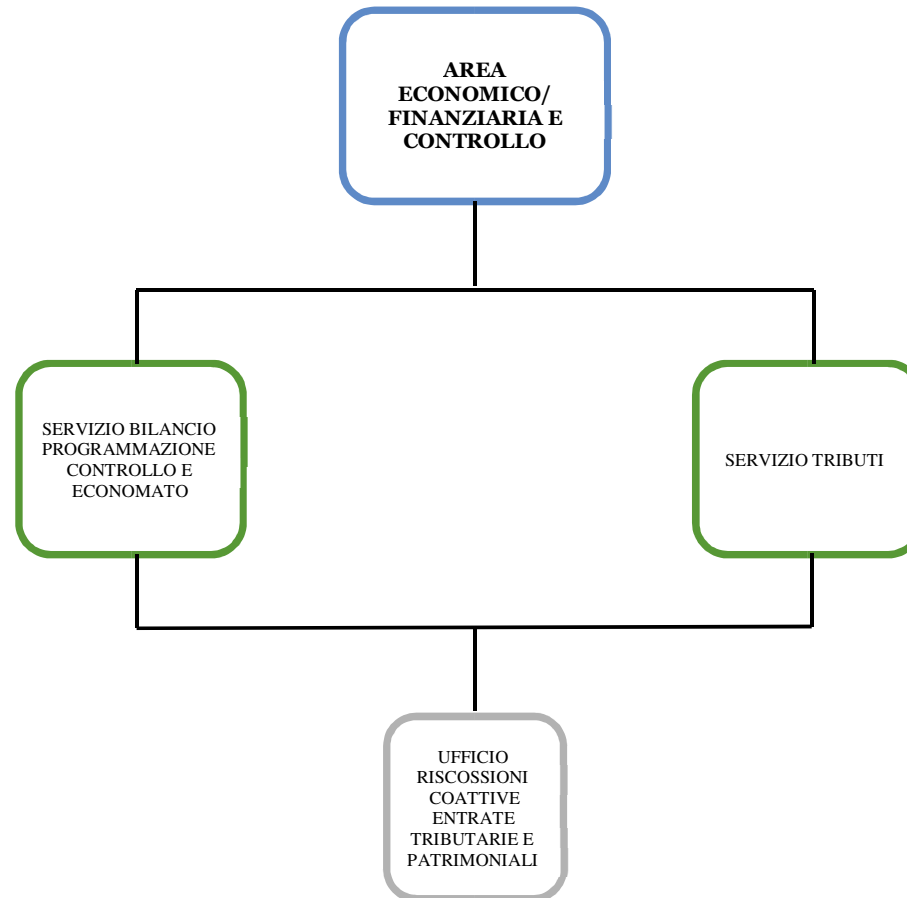 AREA
ECONOMICO/
FINANZIARIA E
CONTROLLO
SERVIZIO BILANCIO
PROGRAMMAZIONE
CONTROLLO E
ECONOMATO
SERVIZIO TRIBUTI
UFFICIO
RISCOSSIONI
COATTIVE
ENTRATE
TRIBUTARIE E
PATRIMONIALI